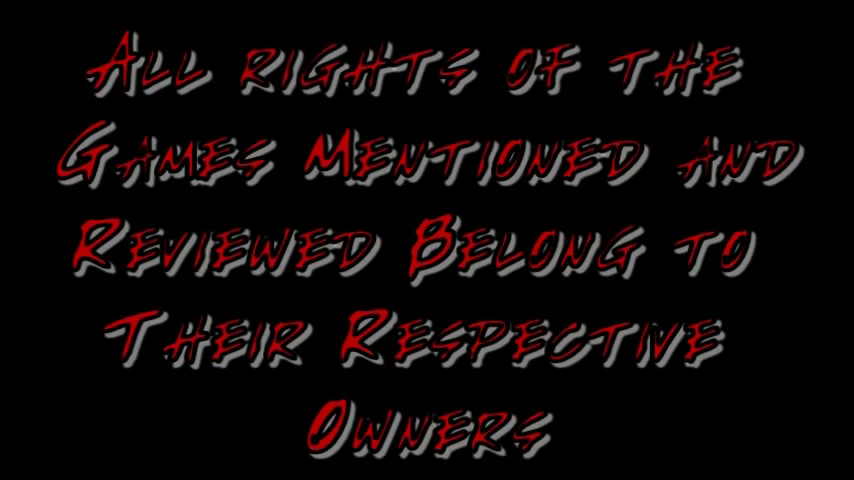 All rights of the
Games Mentioned and
Reviewed Belong to
Their Respective
Owners